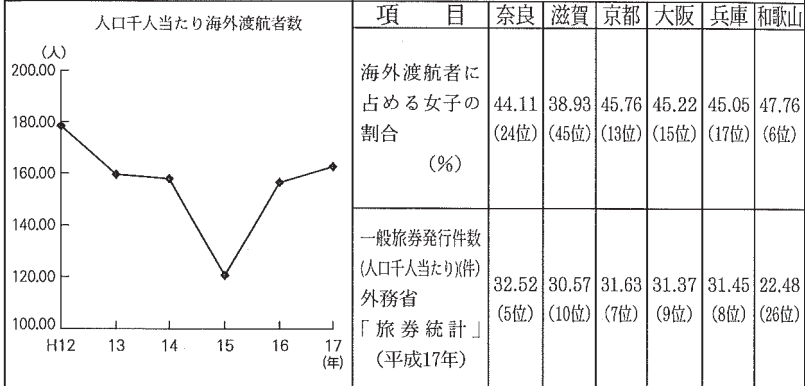 人口千人当たり海外渡航者数
(人)
200.00
180.00
160.00
140.00
120.00
100.00
H12 13 14 15 16 17
(年)
項 目 奈良 滋賀 京都 大阪 兵庫 和歌山
海外渡航者に
占める女子の
割合
(%)
44.11 38.93 45.76 45.22 45.05 47.76
(24位) (45位) (13位) (15位) (17位) (6位)
一般旅券発行件数
(人口千人当たり)(件)
外務省
「旅券統計」
(平成17年)
32.52 30.57 31.63 31.37 31.45 22.48
(5位) (10位) (7位) (9位) (8位) (26位)